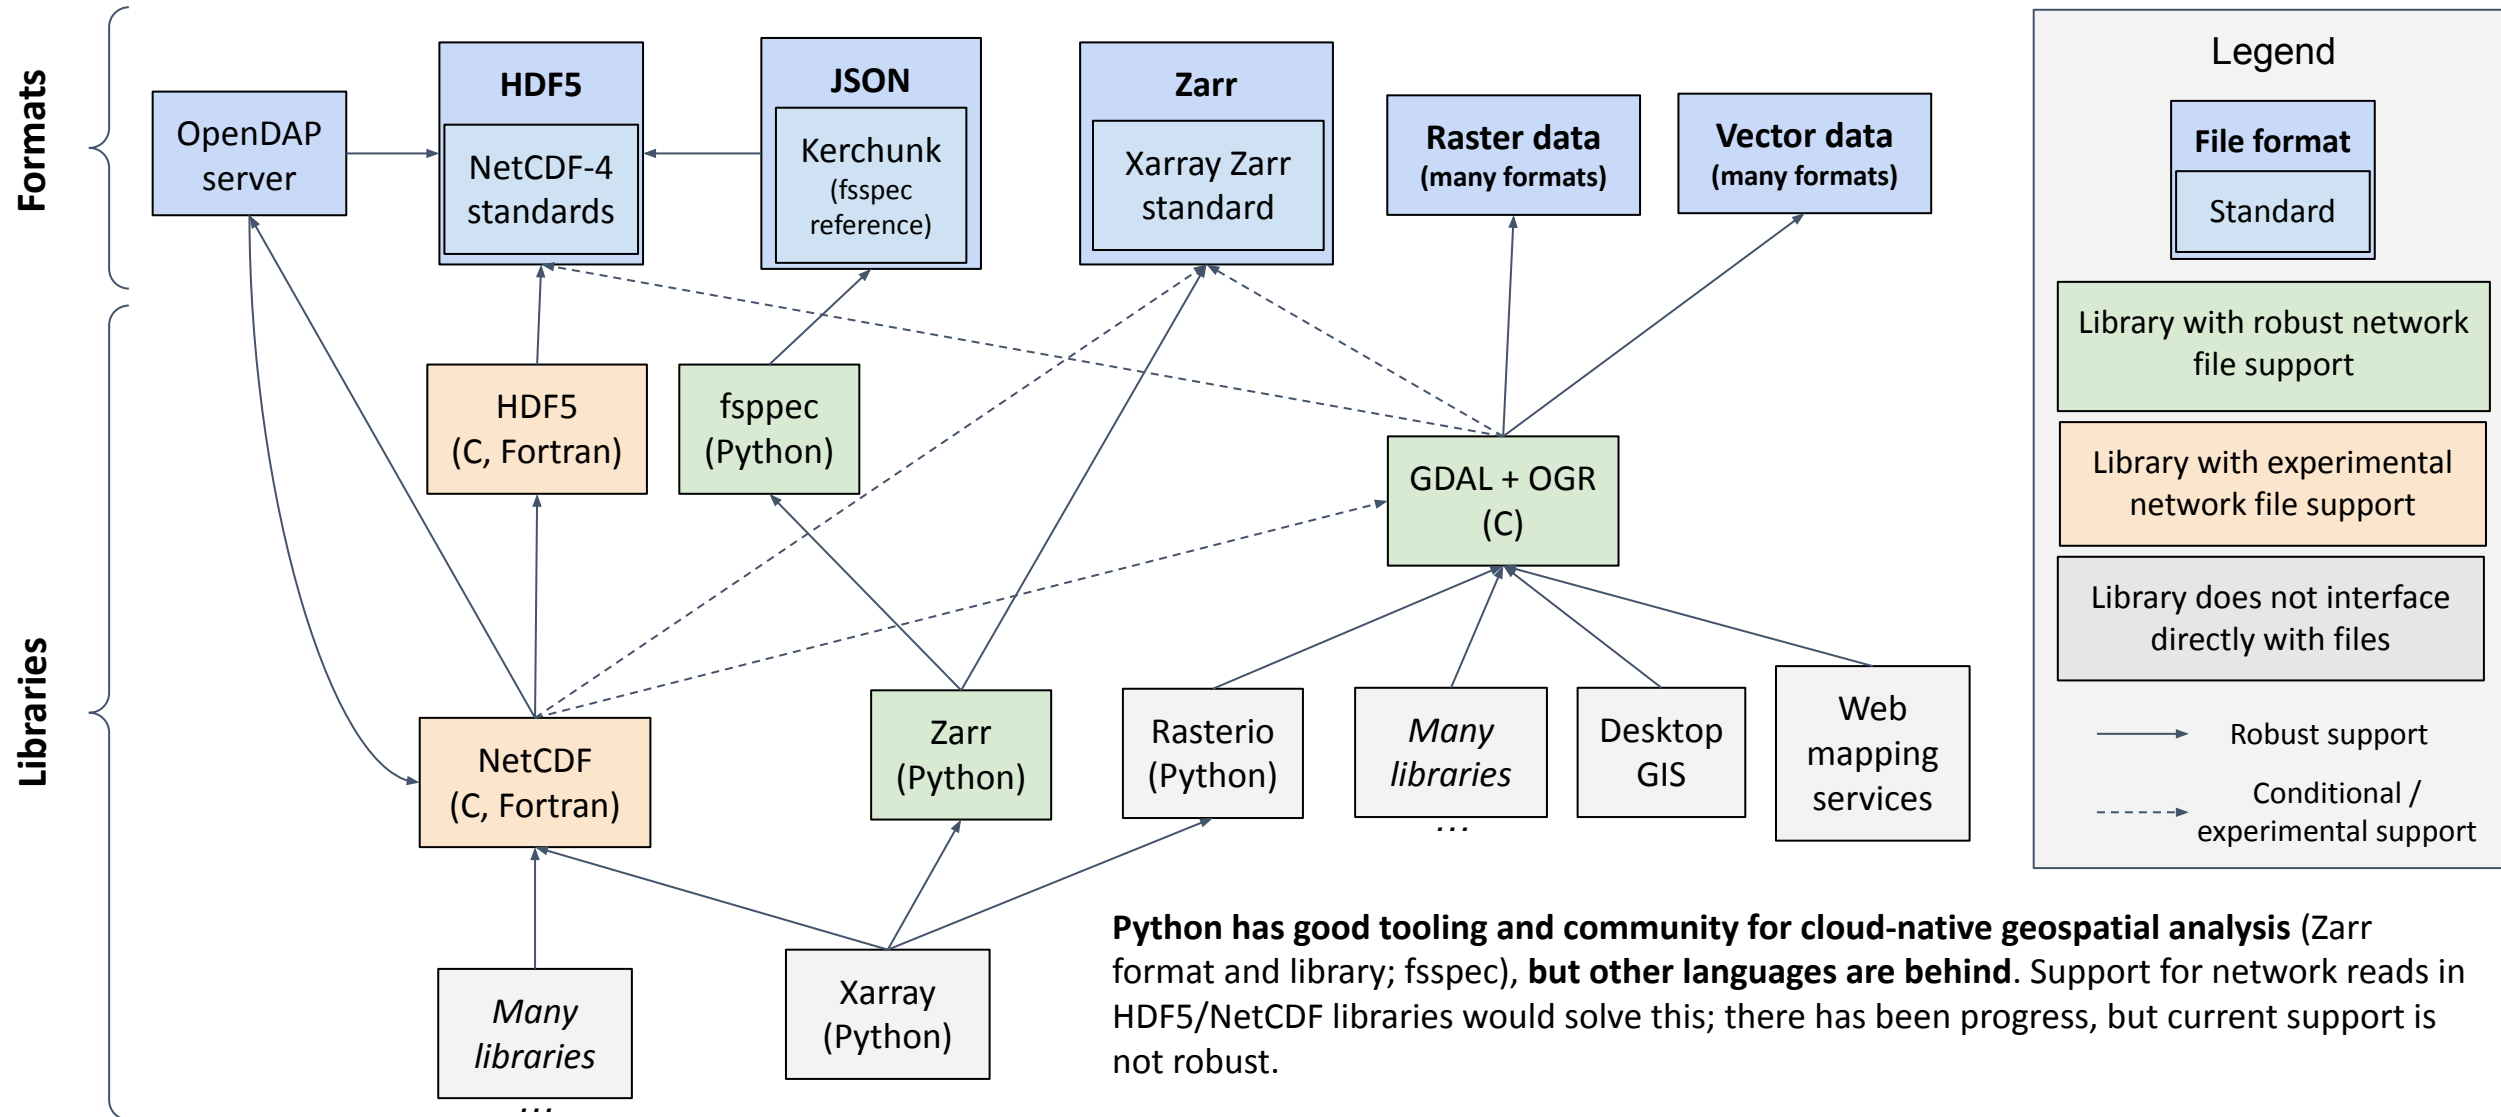 Formats
OpenDAP
server
HDF5
NetCDF-4
standards
JSON
Kerchunk
(fsspec
reference)
Zarr
Xarray Zarr
standard
Raster data
(many formats)
Vector data
(many formats)
Libraries
HDF5
(C, Fortran)
fsppec
(Python)
GDAL + OGR
(C)
NetCDF
(C, Fortran)
Zarr
(Python)
Rasterio
(Python)
Many
libraries
...
Desktop
GIS
Web
mapping
services
Many
libraries
...
Xarray
(Python)
Legend
File format
Standard
Library with robust network
file support
Library with experimental
network file support
Library does not interface
directly with files
Robust support
Conditional /
experimental support
Python has good tooling and community for cloud-native geospatial analysis (Zarr
format and library; fsspec), but other languages are behind. Support for network reads in
HDF5/NetCDF libraries would solve this; there has been progress, but current support is
not robust.